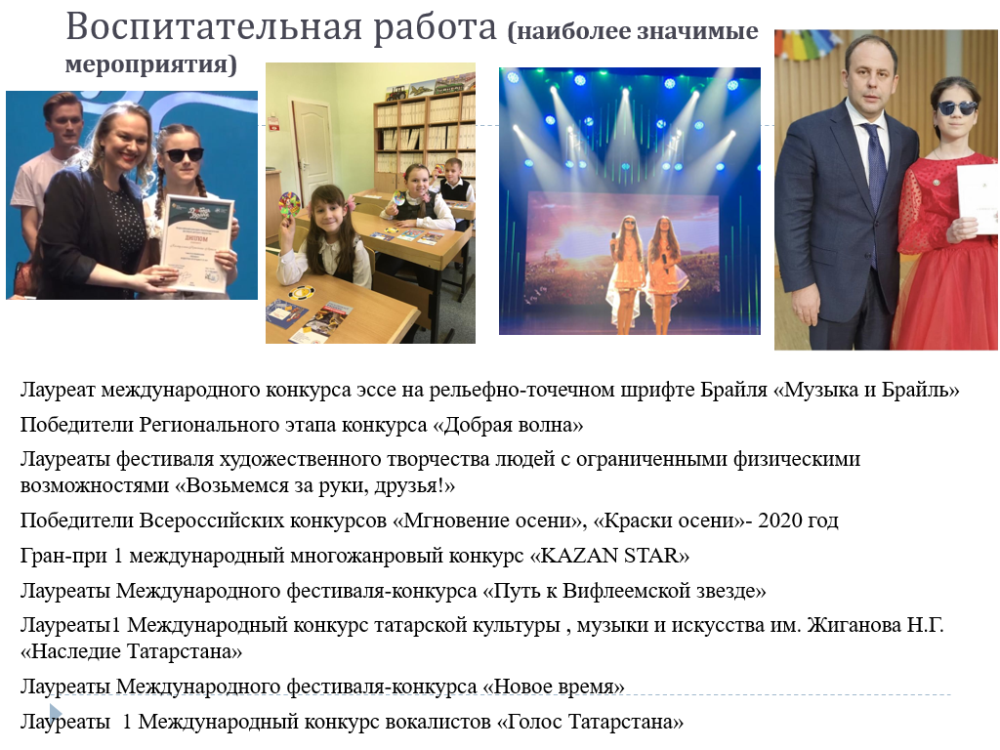 Воспитательная работа (наиболее значимые
мероприятия)
ДИПЛОМ
Лауреат международного конкурса эссе на рельефно-точечном шрифте Брайля «Музыка и Брайль»
Победители Регионального этапа конкурса «Добрая волна»
Лауреаты фестиваля художественного творчества людей с ограниченными физическими
возможностями «Возьмемся за руки, друзья!»
Победители Всероссийских конкурсов «Мгновение осени», «Краски осени»- 2020 год
Гран-при 1 международный многожанровый конкурс «KAZAN STAR»
Лауреаты Международного фестиваля-конкурса «Путь к Вифлеемской звезде»
Лауреаты1 Международный конкурс татарской культуры , музыки и искусства им. Жиганова Н.Г.
«Наследие Татарстана»
Лауреаты Международного фестиваля-конкурса «Новое время»
Лауреаты  1 Международный конкурс вокалистов «Голос Татарстана»